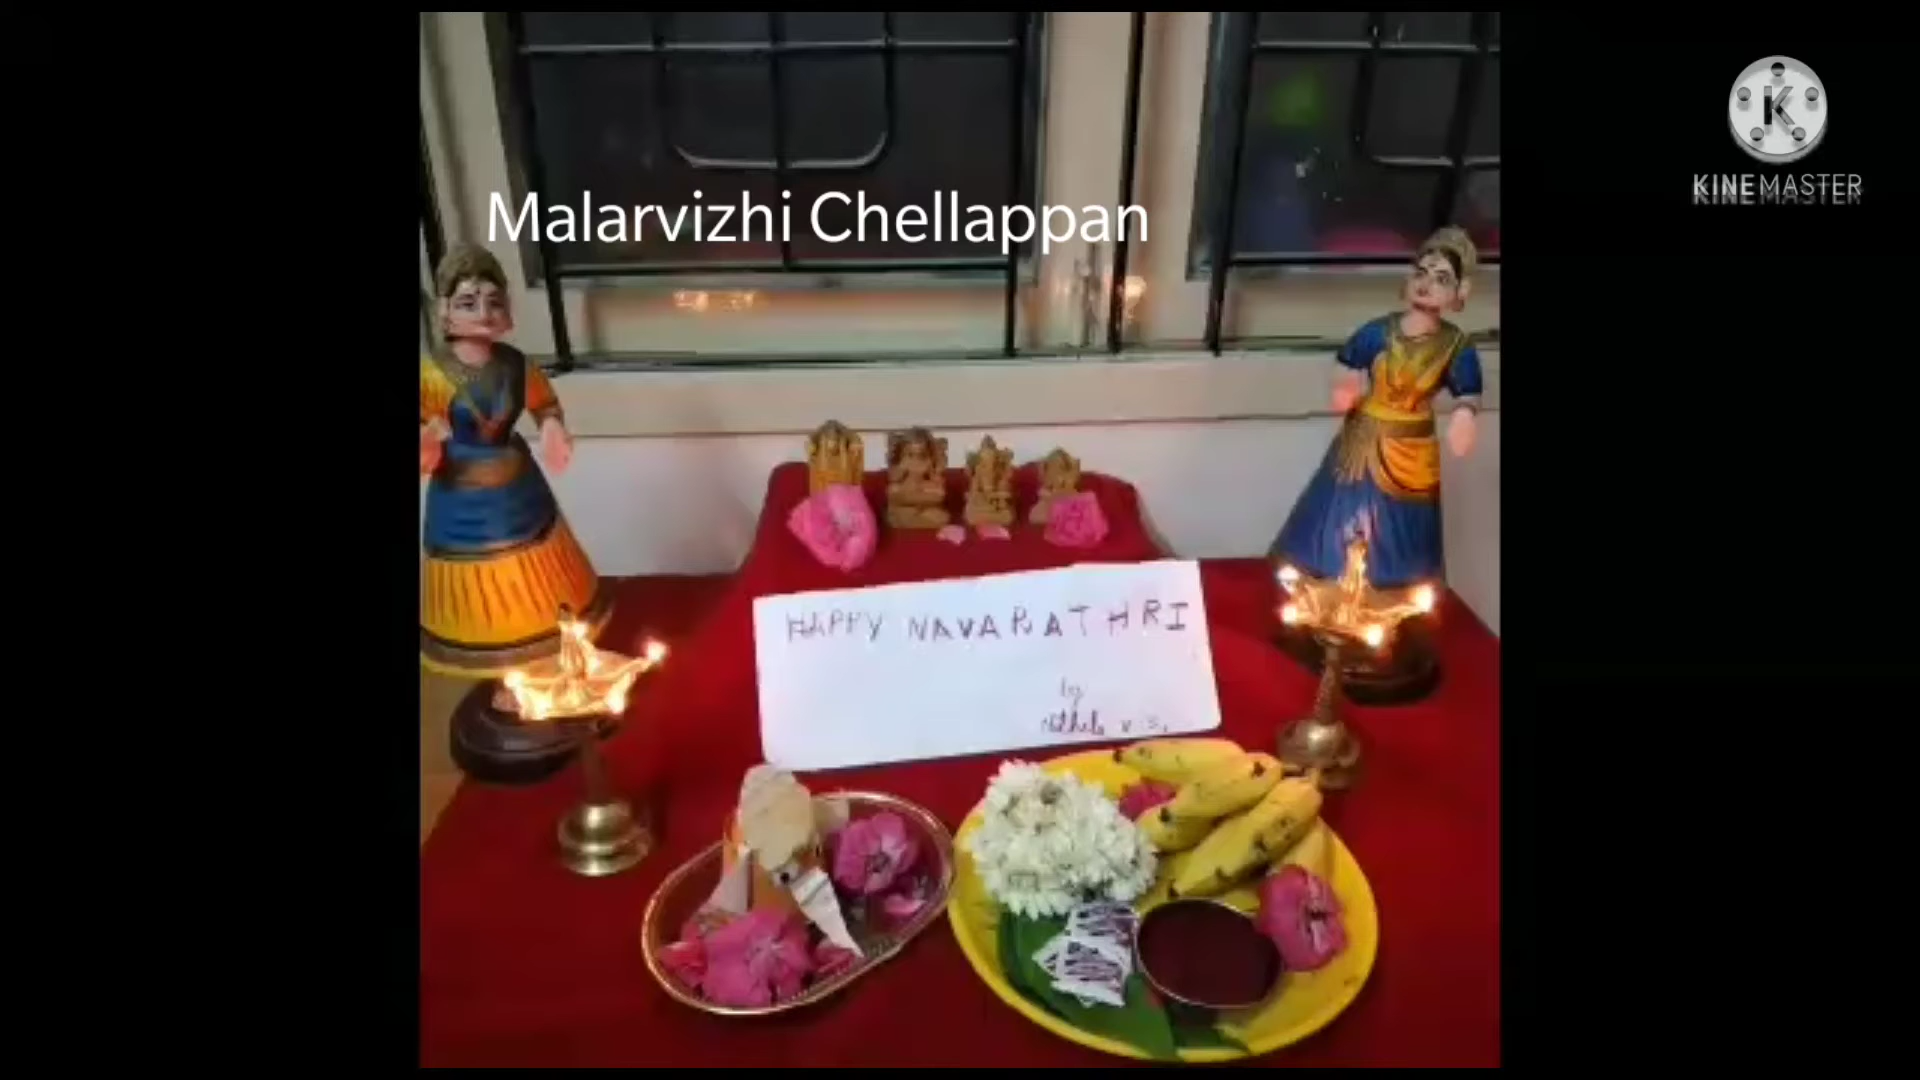 Malarvizhi Chellappan
KINEMASTER
HAPPY NAVARATHRI
by
V.S.